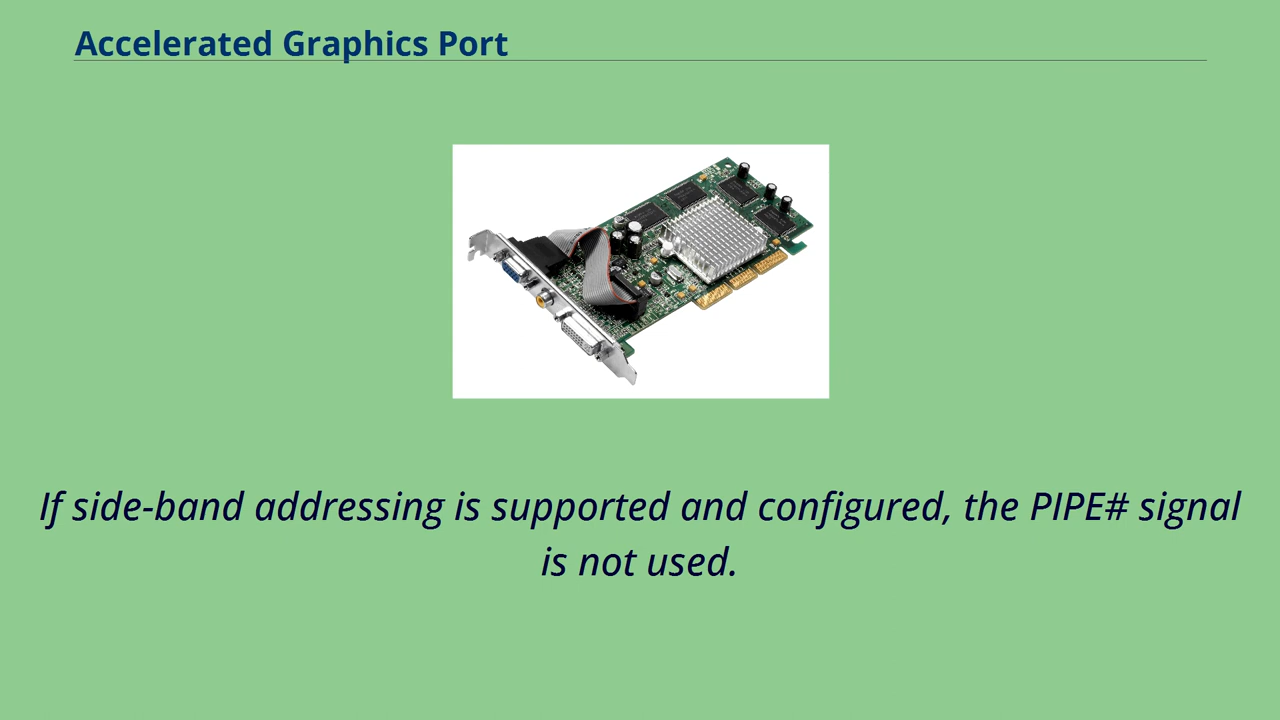 Accelerated Graphics Port
If side-band addressing is supported and configured, the PIPE# signal
is not used.